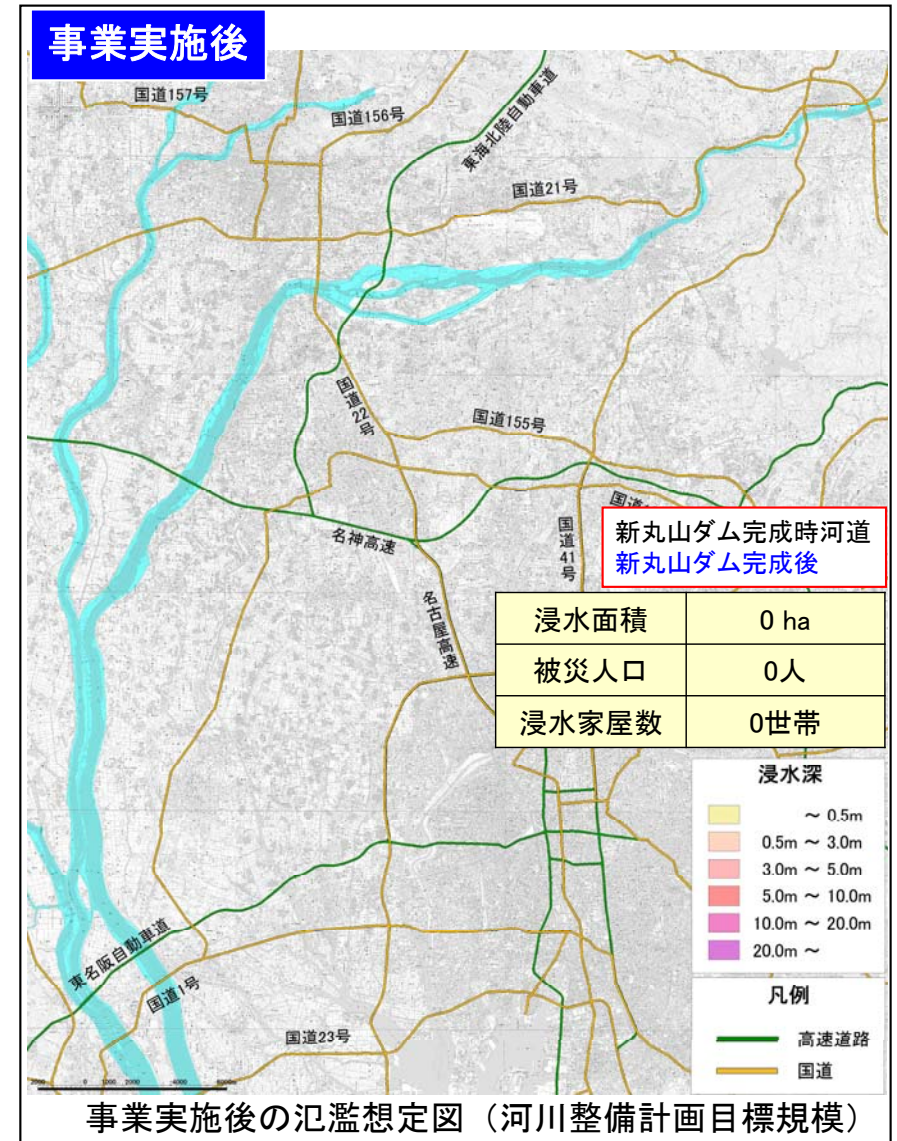 事業実施後
国道157号
国道156号
東海北陸自動車道
国道21号
国道22号
国道155号
名神高速
国道
国道41号
名古屋高速
新丸山ダム完成時河道
新丸山ダム完成後
浸水面積 0 ha
被災人口 0人
浸水家屋数 0世帯
浸水深
～ 0.5m
0.5m ～ 3.0m
3.0m ～ 5.0m
5.0m ～ 10.0m
10.0m ～ 20.0m
20.0m ～
東名阪自動車道
国道1号
国道23号
凡例
高速道路
国道
事業実施後の氾濫想定図（河川整備計画目標規模）